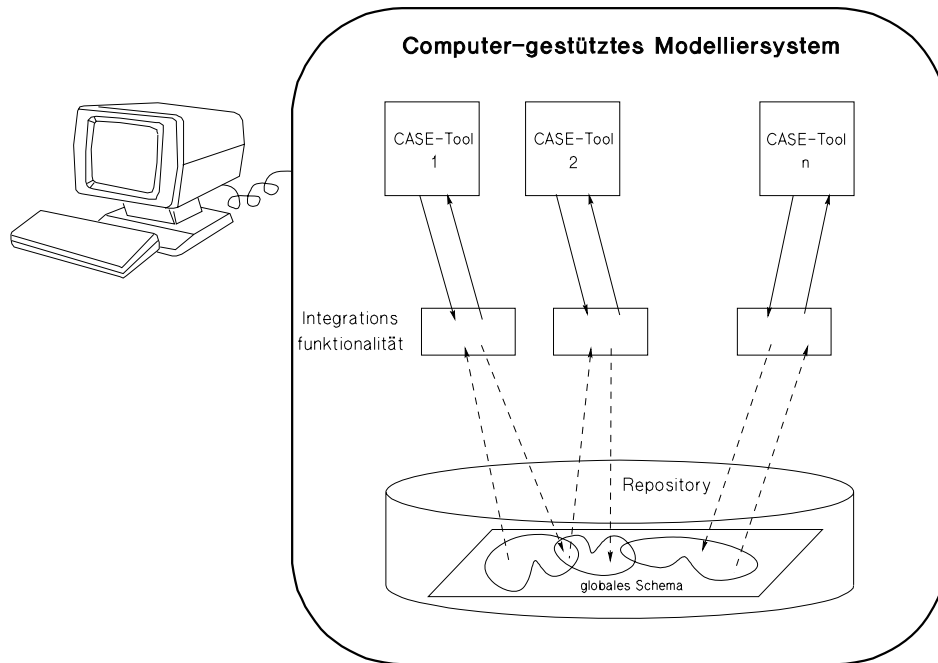 Computer-gestütztes Modelliersystem
CASE-Tool
1
CASE-Tool
2
CASE-Tool
n
Integrations
funktionalität
Repository
globales Schema